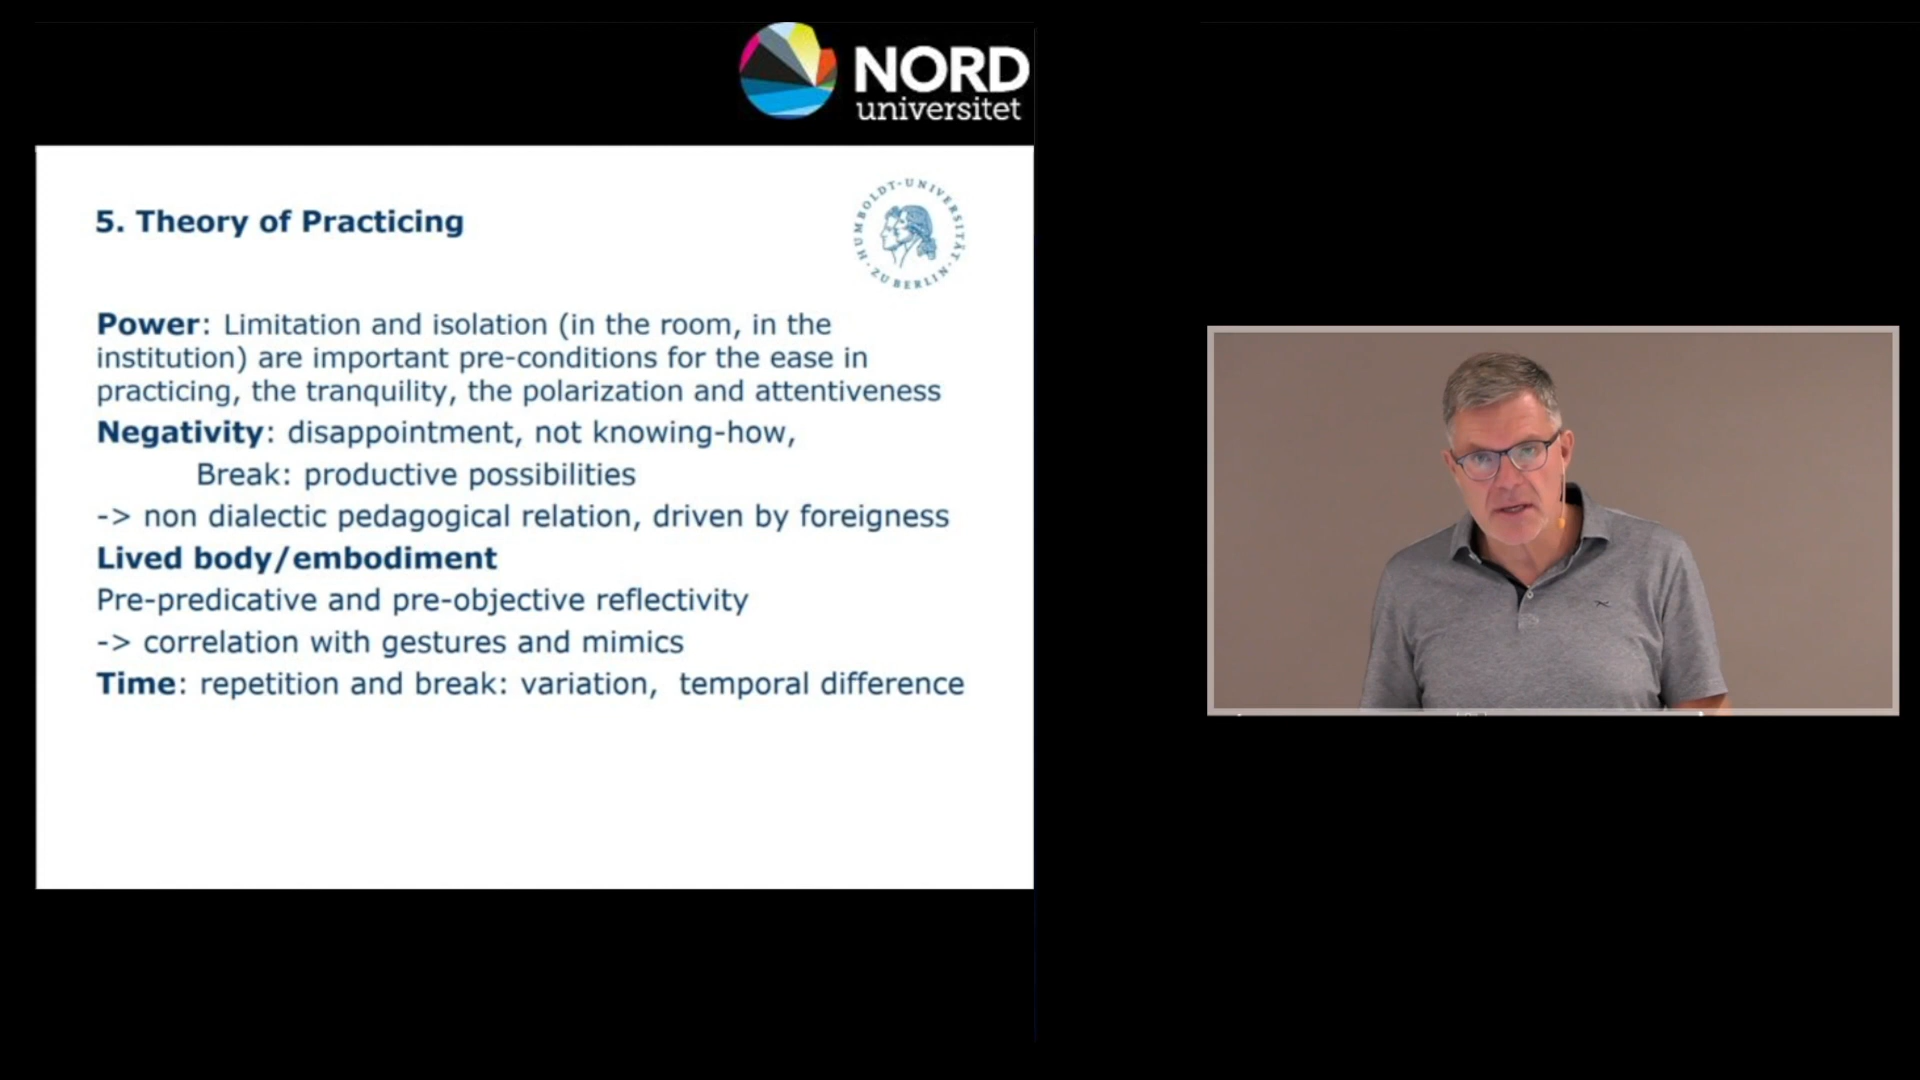 NORD
universitet
5. Theory of Practicing
HUMBOLDT-UNIVERSITÄT · ZU BERLIN ·
Power: Limitation and isolation (in the room, in the
institution) are important pre-conditions for the ease in
practicing, the tranquility, the polarization and attentiveness
Negativity: disappointment, not knowing-how,
Break: productive possibilities
-> non dialectic pedagogical relation, driven by foreigness
Lived body/embodiment
Pre-predicative and pre-objective reflectivity
-> correlation with gestures and mimics
Time: repetition and break: variation,  temporal difference